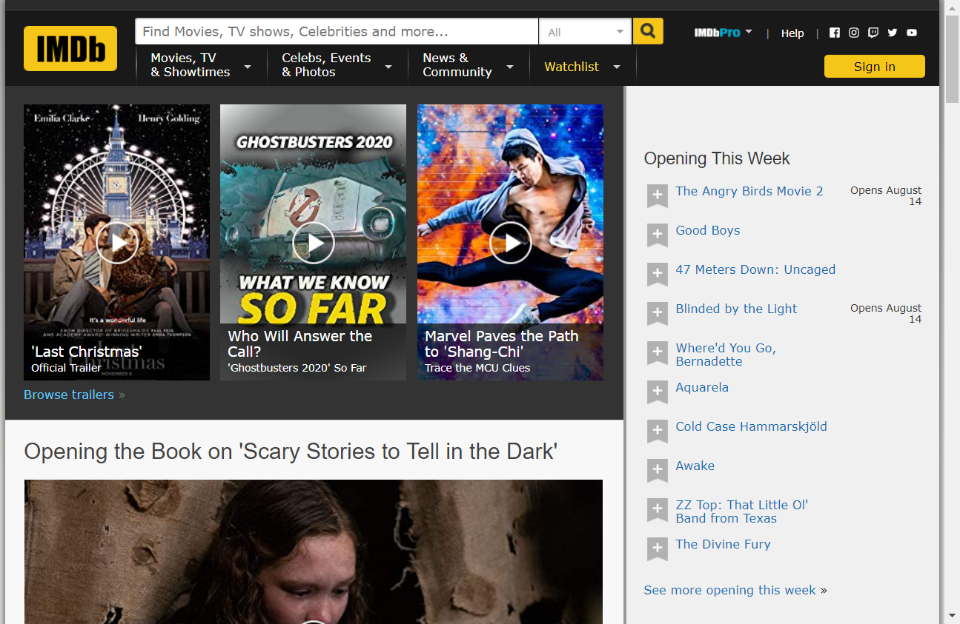 IMDb
Find Movies, TV shows, Celebrities and more...
All
IMDbPro
|
Help
|
Movies, TV
& Showtimes
Celebs, Events
& Photos
News &
Community
Watchlist
Sign in
Emilia Clarke
Henry Golding
It's a wonderful life
'Last Christmas'
Official Trailer
GHOSTBUSTERS 2020
WHAT WE KNOW
SO FAR
Who Will Answer the
Call?
'Ghostbusters 2020' So Far
Marvel Paves the Path
to 'Shang-Chi'
Trace the MCU Clues
Browse trailers »
Opening the Book on 'Scary Stories to Tell in the Dark'
Opening This Week
The Angry Birds Movie 2
Opens August
14
Good Boys
47 Meters Down: Uncaged
Blinded by the Light
Opens August
14
Where'd You Go,
Bernadette
Aquarela
Cold Case Hammarskjöld
Awake
ZZ Top: That Little Ol'
Band from Texas
The Divine Fury
See more opening this week »